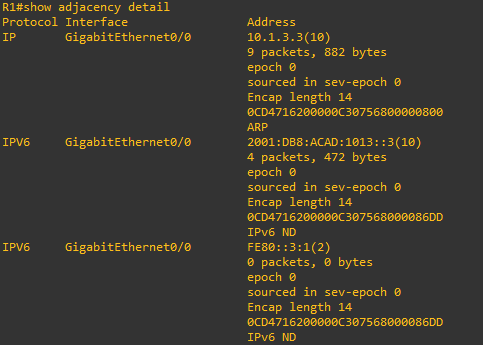 R1#show adjacency detail
Protocol Interface Address
IP GigabitEthernet0/0 10.1.3.3(10)
9 packets, 882 bytes
epoch 0
sourced in sev-epoch 0
Encap length 14
0CD4716200000C30756800000800
ARP
IPV6 GigabitEthernet0/0 2001:DB8:ACAD:1013::3(10)
4 packets, 472 bytes
epoch 0
sourced in sev-epoch 0
Encap length 14
0CD4716200000C307568000086DD
IPv6 ND
IPV6 GigabitEthernet0/0 FE80::3:1(2)
0 packets, 0 bytes
epoch 0
sourced in sev-epoch 0
Encap length 14
0CD4716200000C307568000086DD
IPv6 ND